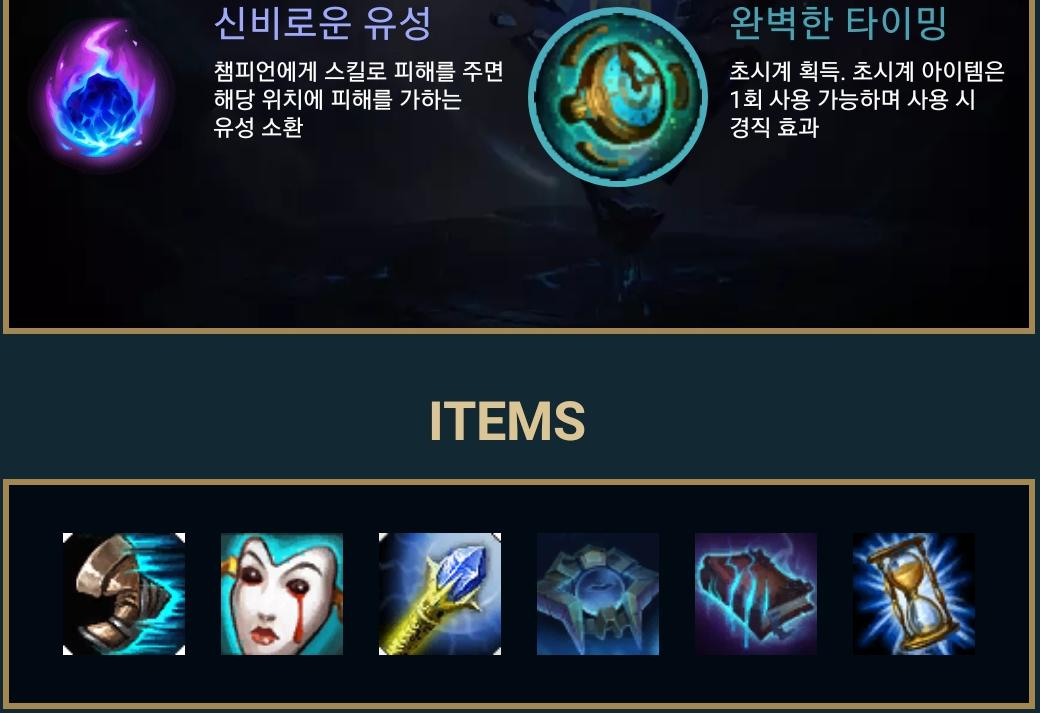 신비로운 유성
챔피언에게 스킬로 피해를 주면
해당 위치에 피해를 가하는
유성 소환
완벽한 타이밍
초시계 획득. 초시계 아이템은
1회 사용 가능하며 사용 시
경직 효과
ITEMS